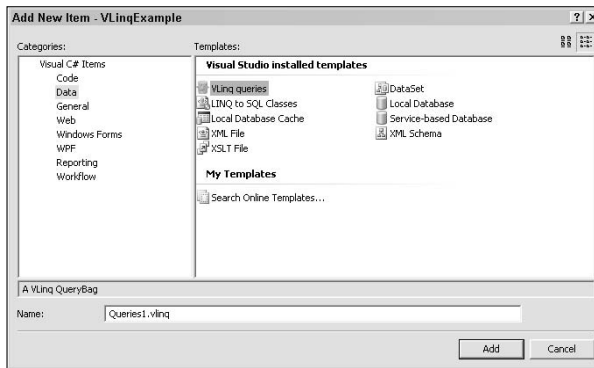 Add New Item - VLinqExample
Categories:
Templates:
Visual C# Items
Code
Data
General
Web
Windows Forms
WPF
Reporting
Workflow
Visual Studio installed templates
VLinq queries
LINQ to SQL Classes
Local Database Cache
XML File
XSLT File
DataSet
Local Database
Service-based Database
XML Schema
My Templates
Search Online Templates...
A VLinq QueryBag
Name:
Queries1.vlinq
Add
Cancel